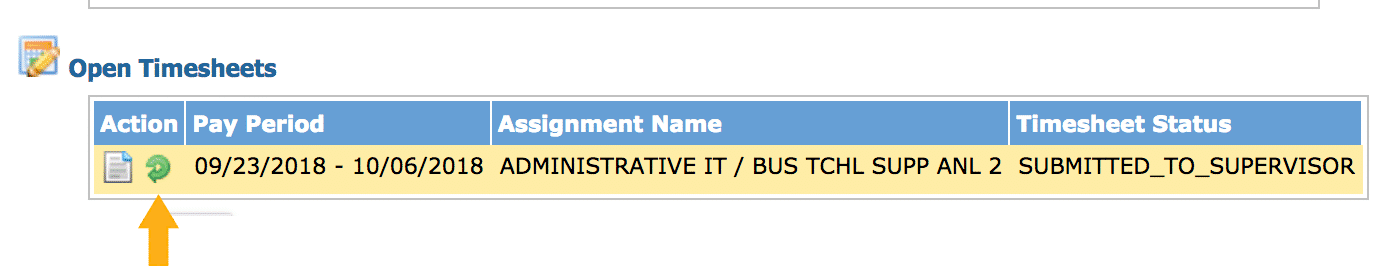 Open Timesheets
Action Pay Period Assignment Name Timesheet Status
09/23/2018 - 10/06/2018 ADMINISTRATIVE IT / BUS TCHL SUPP ANL 2 SUBMITTED_TO_SUPERVISOR